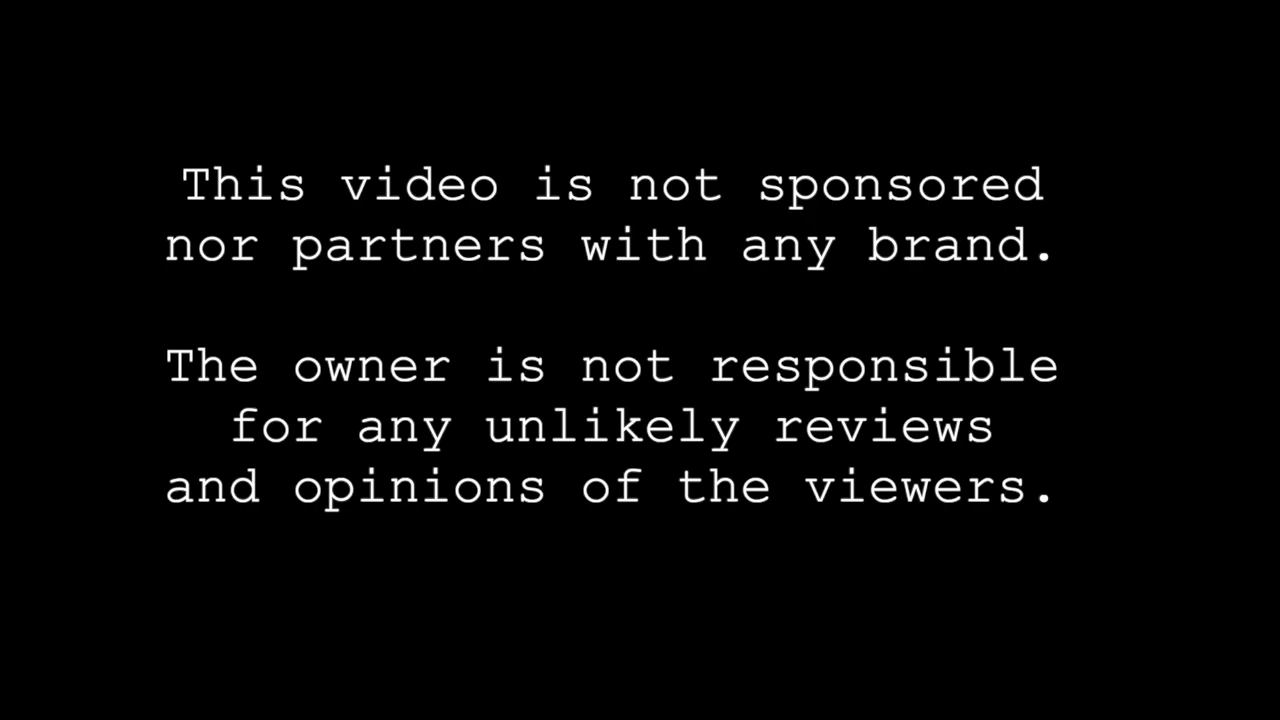 This video is not sponsored
nor partners with any brand.
The owner is not responsible
for any unlikely reviews
and opinions of the viewers.